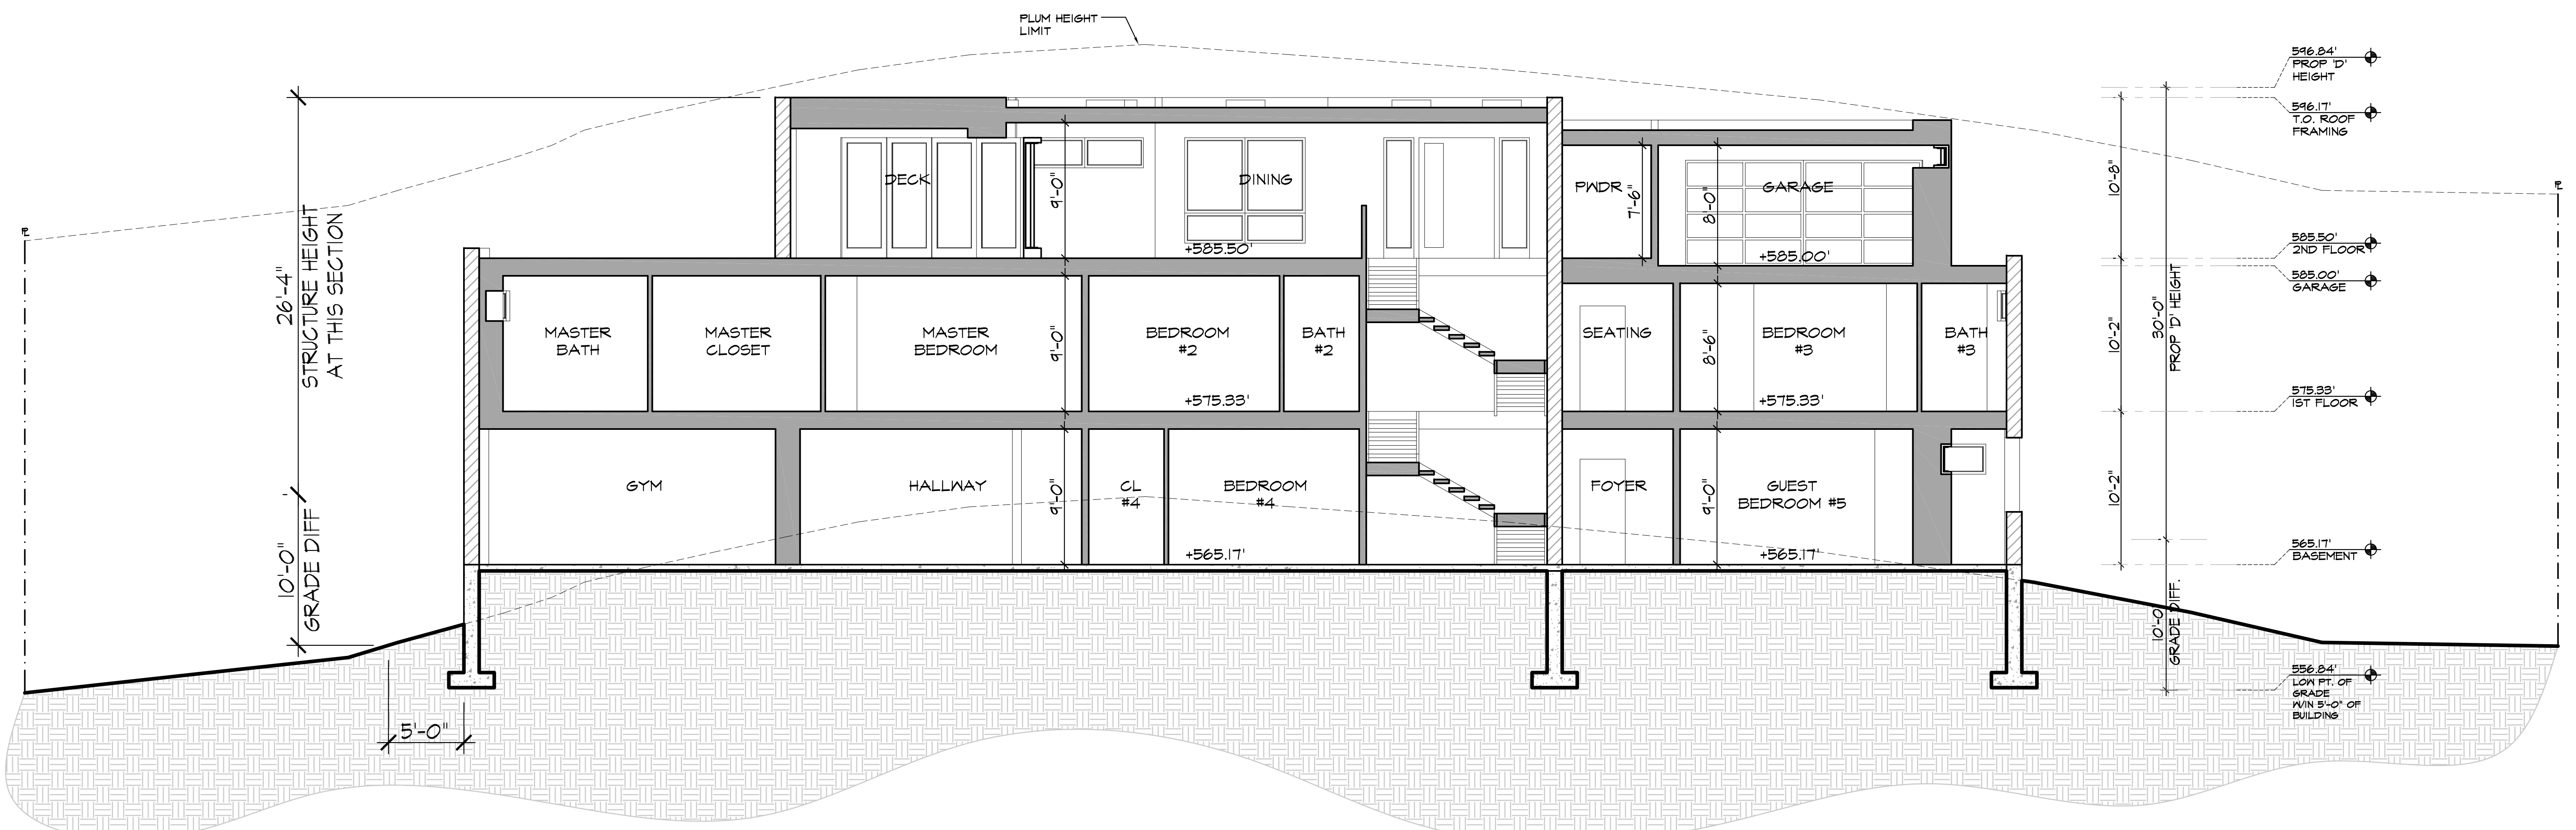 PLUM HEIGHT
LIMIT
596.84'
PROP 'D'
HEIGHT
596.17'
T.O. ROOF
FRAMING
585.50'
2ND FLOOR
585.00'
GARAGE
575.33'
1ST FLOOR
565.17'
BASEMENT
556.84'
LOW PT. OF
GRADE
W/IN 5'-0" OF
BUILDING
10'-8"
10'-2"
10'-2"
30'-0"
PROP 'D' HEIGHT
10'-0"
GRADE DIFF.
PL
PL
26'-4"
STRUCTURE HEIGHT
AT THIS SECTION
10'-0"
GRADE DIFF
5'-0"
DECK
9'-0"
DINING
+585.50'
PWDR
7'-6"
8'-0"
GARAGE
+585.00'
MASTER
BATH
MASTER
CLOSET
MASTER
BEDROOM
9'-0"
BEDROOM
#2
+575.33'
BATH
#2
SEATING
8'-6"
BEDROOM
#3
+575.33'
BATH
#3
GYM
HALLWAY
9'-0"
CL
#4
BEDROOM
#4
+565.17'
FOYER
9'-0"
GUEST
BEDROOM #5
+565.17'